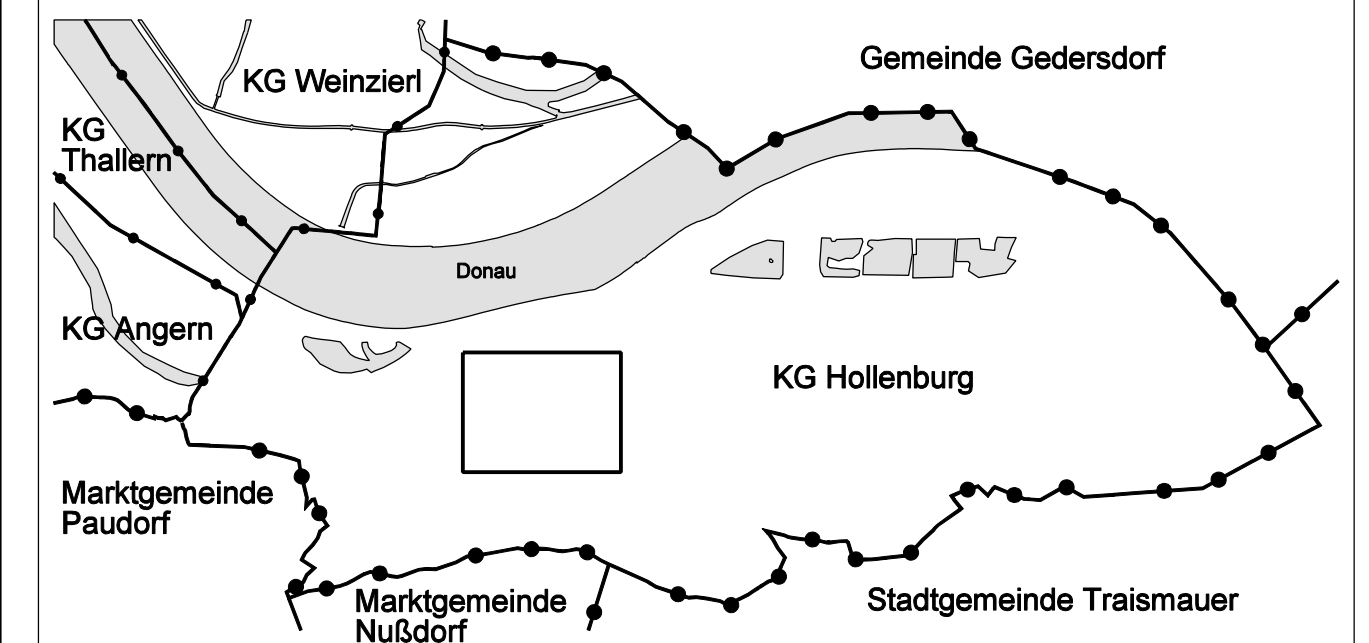 Gemeinde Gedersdorf
KG Weinzierl
KG
Thallern
Donau
KG Angern
KG Hollenburg
Marktgemeinde
Paudorf
Marktgemeinde
Nußdorf
Stadtgemeinde Traismauer